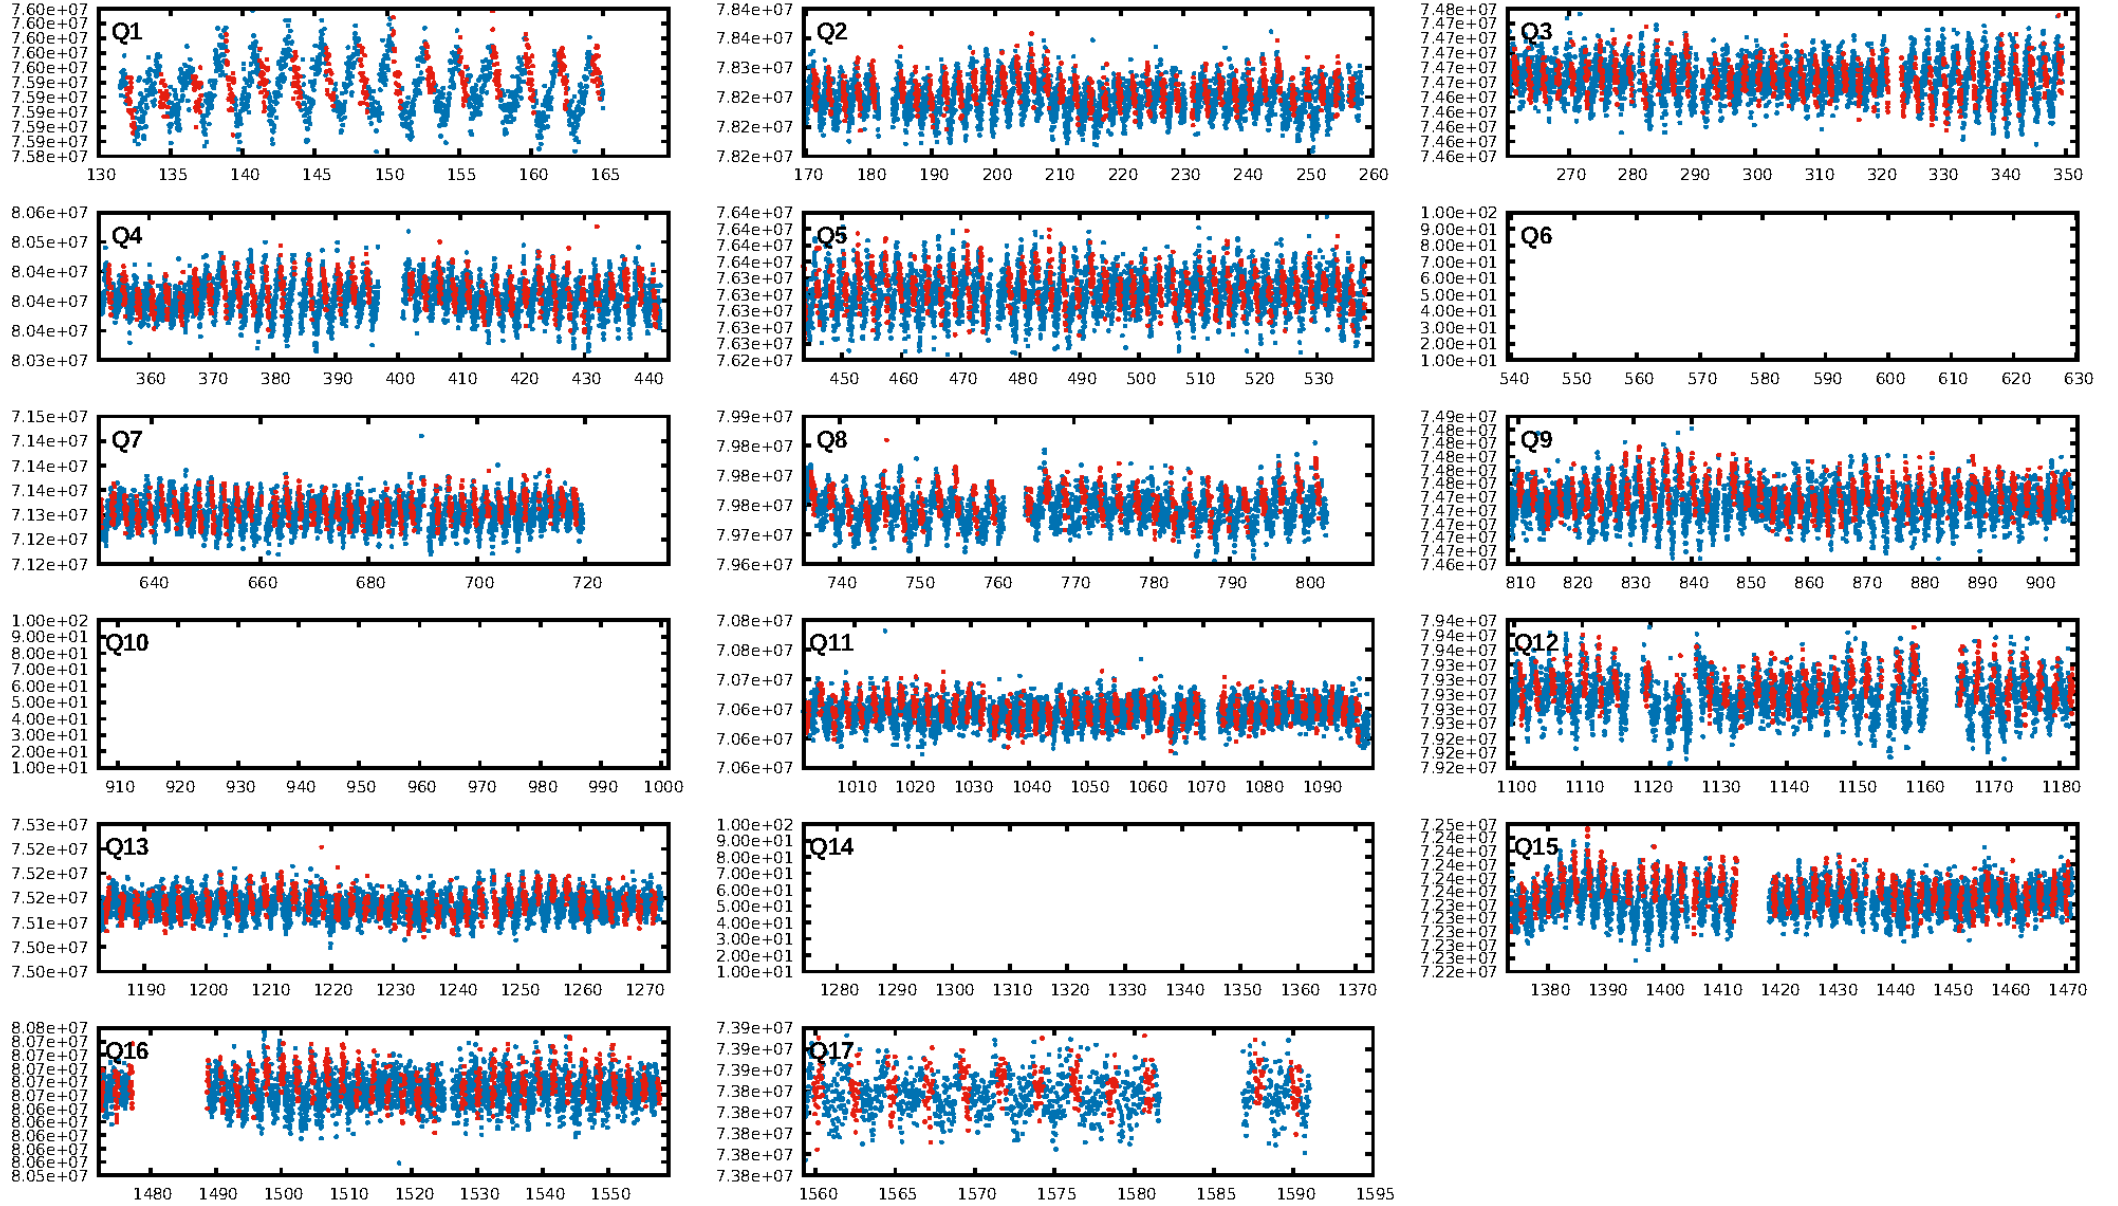 7.60e+07 7.60e+07 7.60e+07 7.60e+07 7.60e+07 7.59e+07 7.59e+07 7.59e+07 7.59e+07 7.59e+07 7.58e+07
Q1
130 135 140 145 150 155 160 165
7.84e+07 7.84e+07 7.83e+07 7.82e+07 7.82e+07 7.82e+07
Q2
170 180 190 200 210 220 230 240 250 260
7.48e+07 7.47e+07 7.47e+07 7.47e+07 7.47e+07 7.47e+07 7.46e+07 7.46e+07 7.46e+07 7.46e+07 7.46e+07
Q3
270 280 290 300 310 320 330 340 350
8.06e+07 8.05e+07 8.04e+07 8.04e+07 8.04e+07 8.03e+07
Q4
360 370 380 390 400 410 420 430 440
7.64e+07 7.64e+07 7.64e+07 7.63e+07 7.63e+07 7.63e+07 7.63e+07 7.63e+07 7.63e+07 7.62e+07
Q5
450 460 470 480 490 500 510 520 530
1.00e+02 9.00e+01 8.00e+01 7.00e+01 6.00e+01 5.00e+01 4.00e+01 3.00e+01 2.00e+01 1.00e+01
Q6
540 550 560 570 580 590 600 610 620 630
7.15e+07 7.14e+07 7.14e+07 7.14e+07 7.13e+07 7.12e+07 7.12e+07
Q7
640 660 680 700 720
7.99e+07 7.98e+07 7.98e+07 7.98e+07 7.97e+07 7.96e+07
Q8
740 750 760 770 780 790 800
7.49e+07 7.48e+07 7.48e+07 7.48e+07 7.48e+07 7.48e+07 7.47e+07 7.47e+07 7.47e+07 7.47e+07 7.47e+07 7.46e+07
Q9
810 820 830 840 850 860 870 880 890 900
1.00e+02 9.00e+01 8.00e+01 7.00e+01 6.00e+01 5.00e+01 4.00e+01 3.00e+01 2.00e+01 1.00e+01
Q10
910 920 930 940 950 960 970 980 990 1000
7.08e+07 7.08e+07 7.07e+07 7.06e+07 7.06e+07 7.06e+07
Q11
1010 1020 1030 1040 1050 1060 1070 1080 1090
7.94e+07 7.94e+07 7.93e+07 7.93e+07 7.93e+07 7.93e+07 7.93e+07 7.92e+07 7.92e+07 7.92e+07
Q12
1100 1110 1120 1130 1140 1150 1160 1170 1180
7.53e+07 7.52e+07 7.52e+07 7.52e+07 7.51e+07 7.50e+07 7.50e+07
Q13
1190 1200 1210 1220 1230 1240 1250 1260 1270
1.00e+02 9.00e+01 8.00e+01 7.00e+01 6.00e+01 5.00e+01 4.00e+01 3.00e+01 2.00e+01 1.00e+01
Q14
1280 1290 1300 1310 1320 1330 1340 1350 1360 1370
7.25e+07 7.24e+07 7.24e+07 7.24e+07 7.24e+07 7.24e+07 7.23e+07 7.23e+07 7.23e+07 7.23e+07 7.22e+07
Q15
1380 1390 1400 1410 1420 1430 1440 1450 1460 1470
8.08e+07 8.07e+07 8.07e+07 8.07e+07 8.07e+07 8.07e+07 8.06e+07 8.06e+07 8.06e+07 8.06e+07 8.06e+07 8.05e+07
Q16
1480 1490 1500 1510 1520 1530 1540 1550
7.39e+07 7.39e+07 7.39e+07 7.38e+07 7.38e+07 7.38e+07 7.38e+07 7.38e+07
Q17
1560 1565 1570 1575 1580 1585 1590 1595